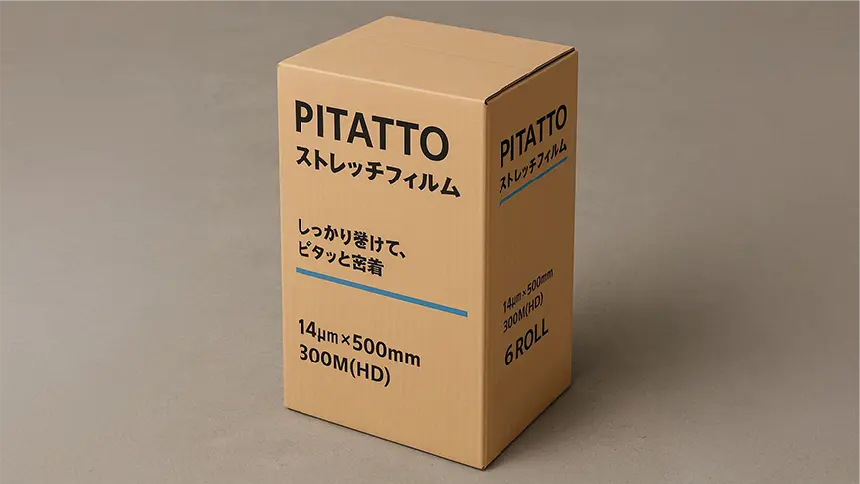 PITATTO
ストレッチフィルム
しっかり巻けて、
ピタッと密着
14μm×500mm
300M(HD)
PITATTO
ストレッチフィルム
14μm×500mm
300M(HD)
6 ROLL